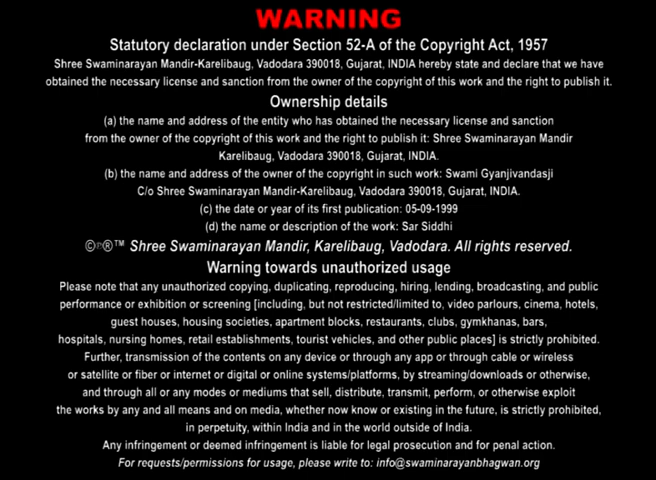 WARNING
Statutory declaration under Section 52-A of the Copyright Act, 1957
Shree Swaminarayan Mandir-Karelibaug, Vadodara 390018, Gujarat, INDIA hereby state and declare that we have
obtained the necessary license and sanction from the owner of the copyright of this work and the right to publish it.
Ownership details
(a) the name and address of the entity who has obtained the necessary license and sanction
from the owner of the copyright of this work and the right to publish it: Shree Swaminarayan Mandir
Karelibaug, Vadodara 390018, Gujarat, INDIA.
(b) the name and address of the owner of the copyright in such work: Swami Gyanjivandasji
C/o Shree Swaminarayan Mandir-Karelibaug, Vadodara 390018, Gujarat, INDIA.
(c) the date or year of its first publication: 05-09-1999
(d) the name or description of the work: Sar Siddhi
©℗®™ Shree Swaminarayan Mandir, Karelibaug, Vadodara. All rights reserved.
Warning towards unauthorized usage
Please note that any unauthorized copying, duplicating, reproducing, hiring, lending, broadcasting, and public
performance or exhibition or screening [including, but not restricted/limited to, video parlours, cinema, hotels,
guest houses, housing societies, apartment blocks, restaurants, clubs, gymkhanas, bars,
hospitals, nursing homes, retail establishments, tourist vehicles, and other public places] is strictly prohibited.
Further, transmission of the contents on any device or through any app or through cable or wireless
or satellite or fiber or internet or digital or online systems/platforms, by streaming/downloads or otherwise,
and through all or any modes or mediums that sell, distribute, transmit, perform, or otherwise exploit
the works by any and all means and on media, whether now know or existing in the future, is strictly prohibited,
in perpetuity, within India and in the world outside of India.
Any infringement or deemed infringement is liable for legal prosecution and for penal action.
For requests/permissions for usage, please write to: info@swaminarayanbhagwan.org